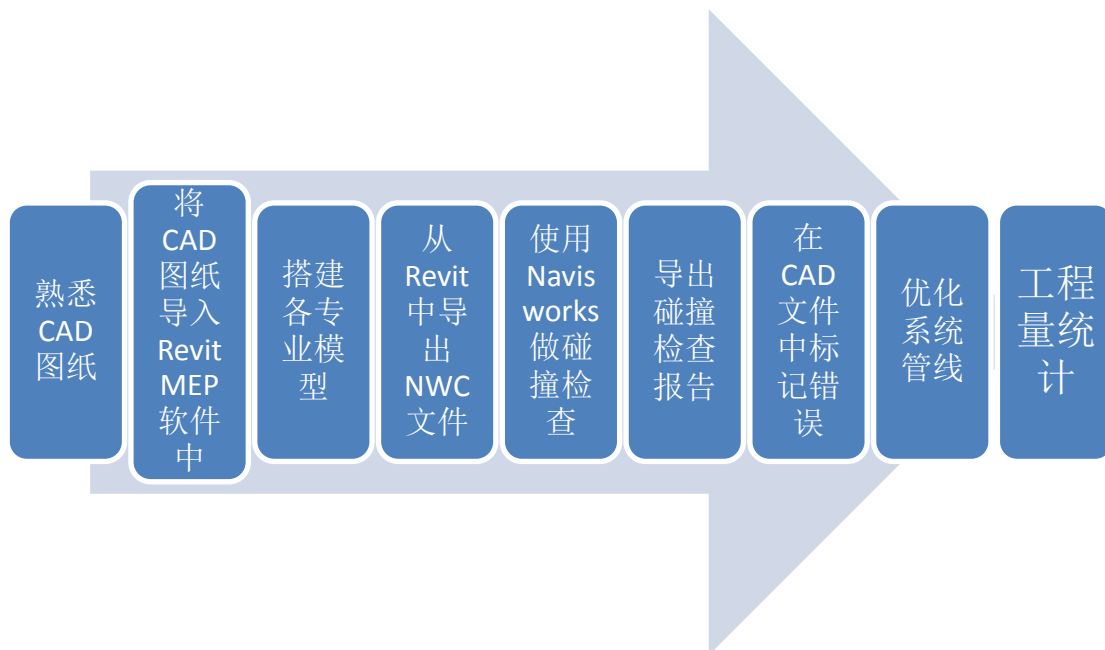 熟悉
CAD
图纸
将
CAD
图纸
导入
Revit
MEP
软件
中
搭建
各专
业模
型
从
Revit
中导
出
NWC
文件
使用
Navis
works
做碰
撞检
查
导出
碰撞
检查
报告
在
CAD
文件
中标
记错
误
优化
系统
管线
工程
量统
计